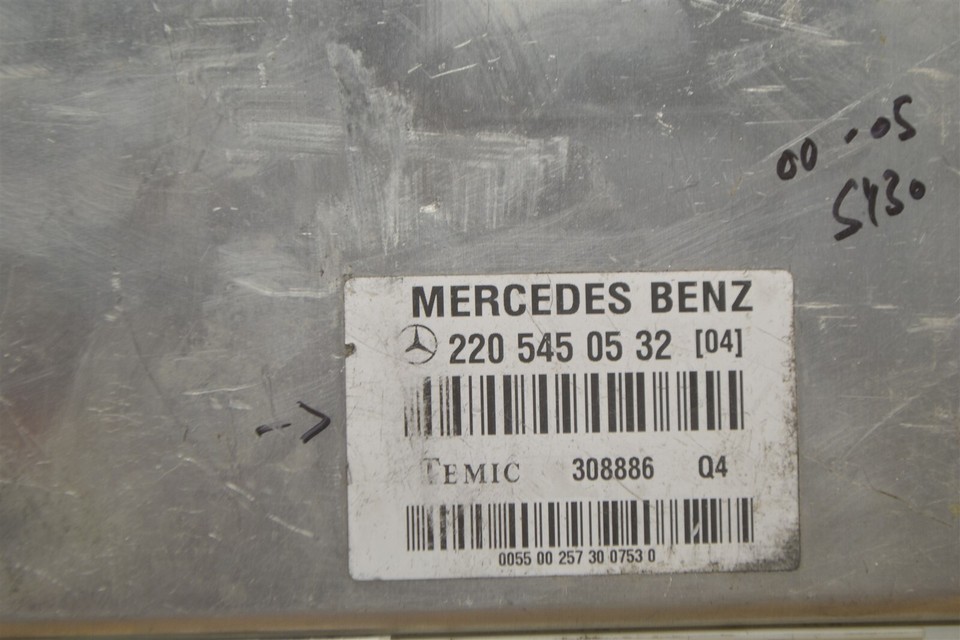 00-05
S430
MERCEDES BENZ
220 545 05 32 [04]
-->
TEMIC 308886 Q4
0055 00 257 30 0753 0